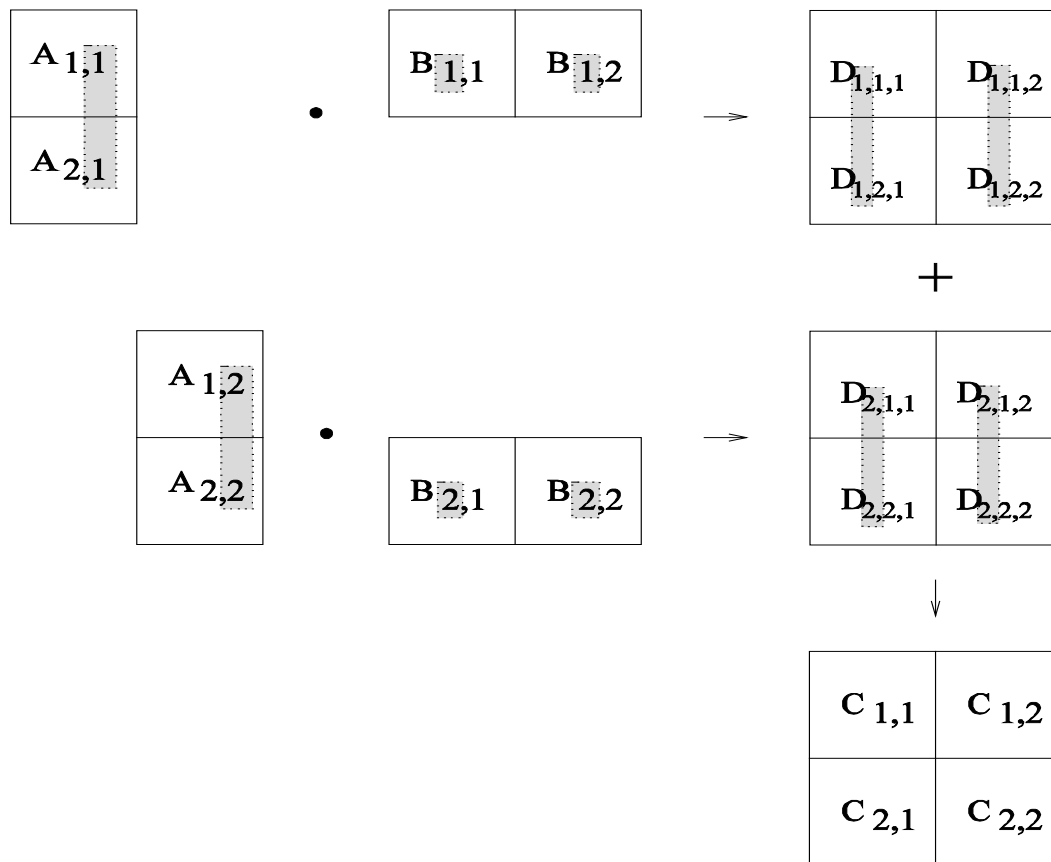 A 1,1 • B 1,1 B 1,2 → D 1,1,1 D 1,1,2
A 2,1 D 1,2,1 D 1,2,2
+
A 1,2 D 2,1,1 D 2,1,2
A 2,2 • B 2,1 B 2,2 → D 2,2,1 D 2,2,2
C 1,1 C 1,2
C 2,1 C 2,2